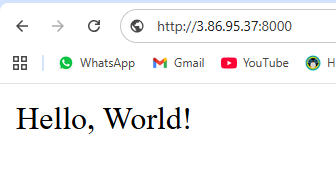 http://3.86.95.37:8000
WhatsApp Gmail YouTube H
Hello, World!